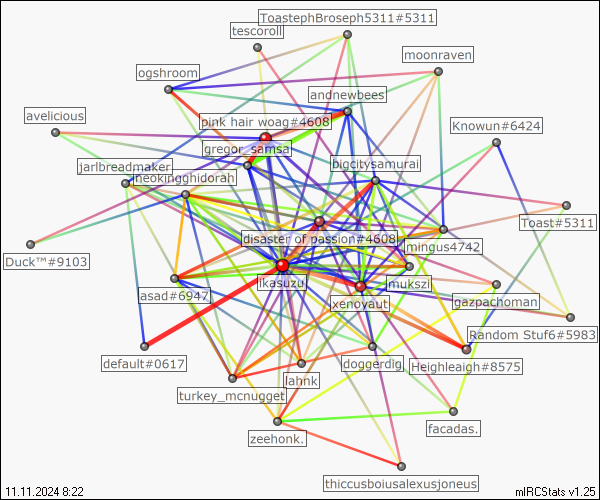 ToastephBroseph5311#5311
tescoroll
moonraven
ogshroom
andnewbees
avelicious
pink hair woag#4608
Knowun#6424
gregor_samsaj
bigcitysamurai
jarlbreadmaker
neokingghidorah
Toast#5311
disaster of passion#4608
mingus4742
Duck™#9103
ikasuzu
mukszi
asad#6947
xenovaut
gazpachoman
Random Stuf6#5983
default#0617
doggerdig
Heighleaigh#8575
lahnk
turkey_mcnugget
facadas.
zeehonk.
thiccusboiusalexusjoneus
11.11.2024 8:22
mIRCStats v1.25